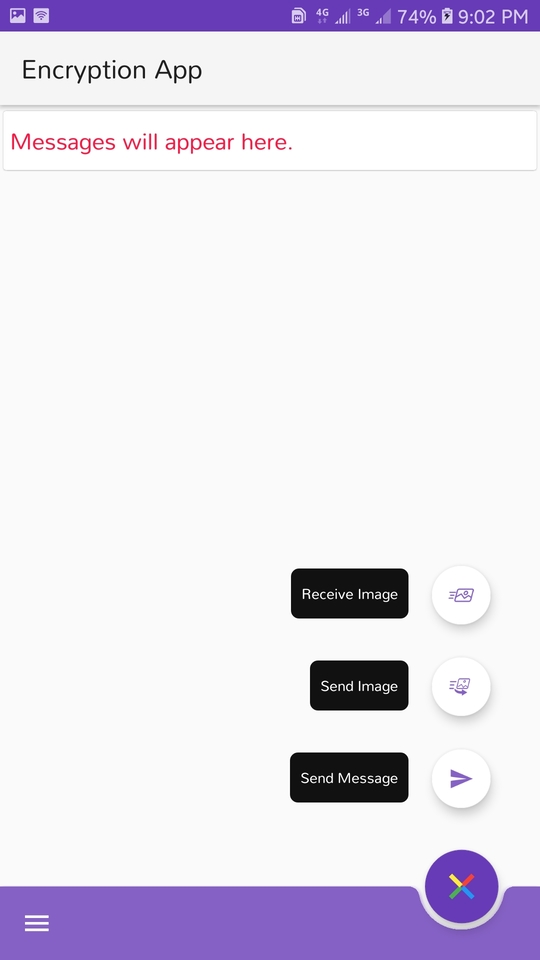 4G 3G 74% 9:02 PM
Encryption App
Messages will appear here.
Receive Image
Send Image
Send Message